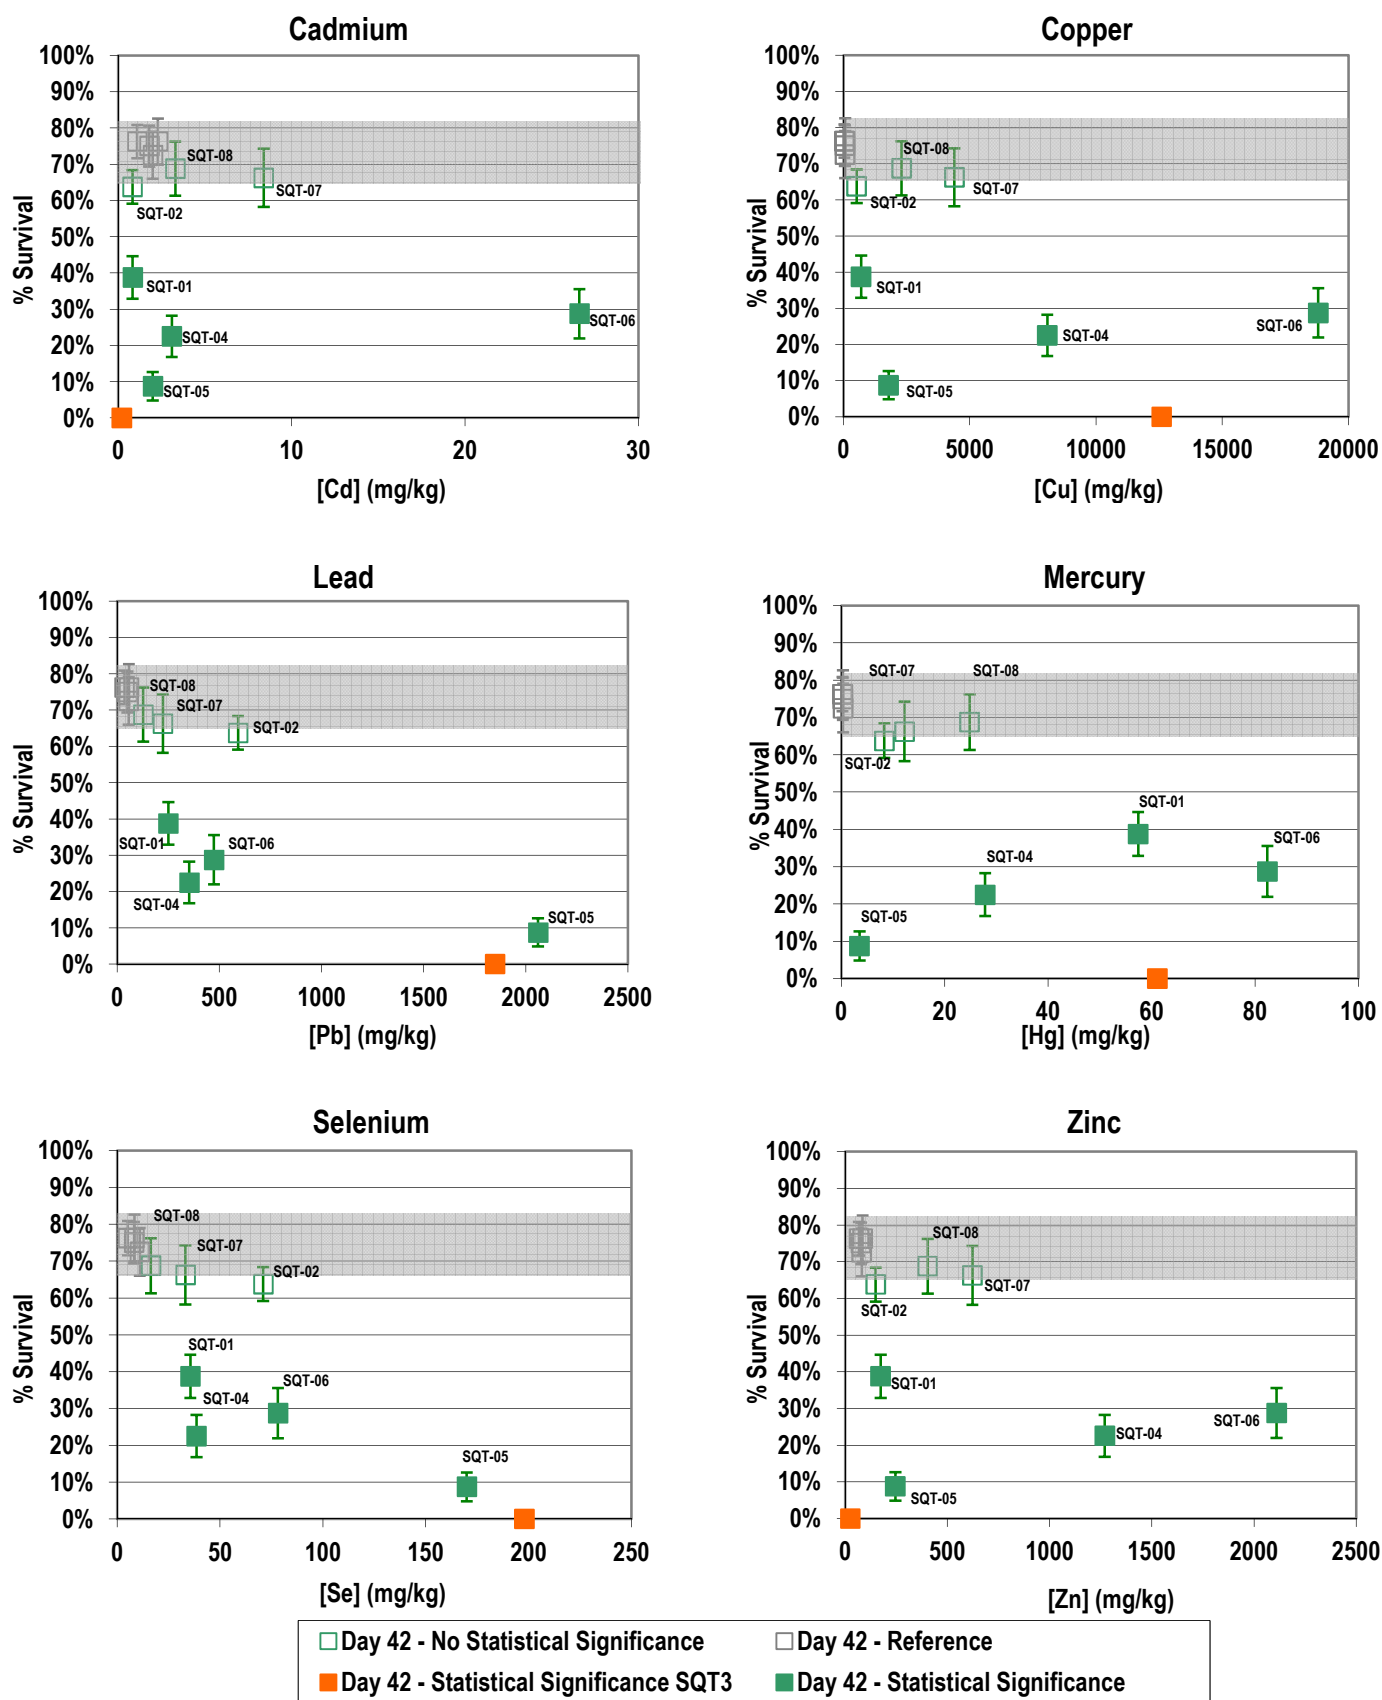 Cadmium
100%
90%
80%
70%
60%
50%
40%
30%
20%
10%
0%
% Survival
SQT-08
SQT-07
SQT-02
SQT-01
SQT-04
SQT-06
SQT-05
0 10 20 30
[Cd] (mg/kg)
Copper
100%
90%
80%
70%
60%
50%
40%
30%
20%
10%
0%
% Survival
SQT-08
SQT-07
SQT-02
SQT-01
SQT-04
SQT-06
SQT-05
0 5000 10000 15000 20000
[Cu] (mg/kg)
Lead
100%
90%
80%
70%
60%
50%
40%
30%
20%
10%
0%
% Survival
SQT-08
SQT-07
SQT-02
SQT-01
SQT-06
SQT-04
SQT-05
0 500 1000 1500 2000 2500
[Pb] (mg/kg)
Mercury
100%
90%
80%
70%
60%
50%
40%
30%
20%
10%
0%
% Survival
SQT-07
SQT-08
SQT-02
SQT-01
SQT-06
SQT-04
SQT-05
0 20 40 60 80 100
[Hg] (mg/kg)
Selenium
100%
90%
80%
70%
60%
50%
40%
30%
20%
10%
0%
% Survival
SQT-08
SQT-07
SQT-02
SQT-01
SQT-06
SQT-04
SQT-05
0 50 100 150 200 250
[Se] (mg/kg)
Zinc
100%
90%
80%
70%
60%
50%
40%
30%
20%
10%
0%
% Survival
SQT-08
SQT-07
SQT-02
SQT-01
SQT-04
SQT-06
SQT-05
0 500 1000 1500 2000 2500
[Zn] (mg/kg)
Day 42 - No Statistical Significance
Day 42 - Reference
Day 42 - Statistical Significance SQT3
Day 42 - Statistical Significance